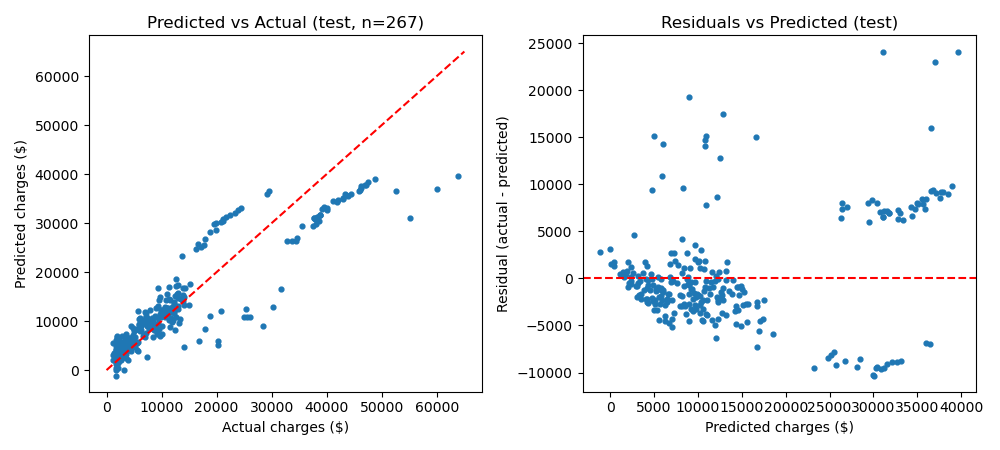 Predicted vs Actual (test, n=267)
Predicted charges ($)
60000
50000
40000
30000
20000
10000
0
0 10000 20000 30000 40000 50000 60000
Actual charges ($)
Residuals vs Predicted (test)
Residual (actual - predicted)
25000
20000
15000
10000
5000
0
−5000
−10000
0 5000 10000 15000 20000 25000 30000 35000 40000
Predicted charges ($)